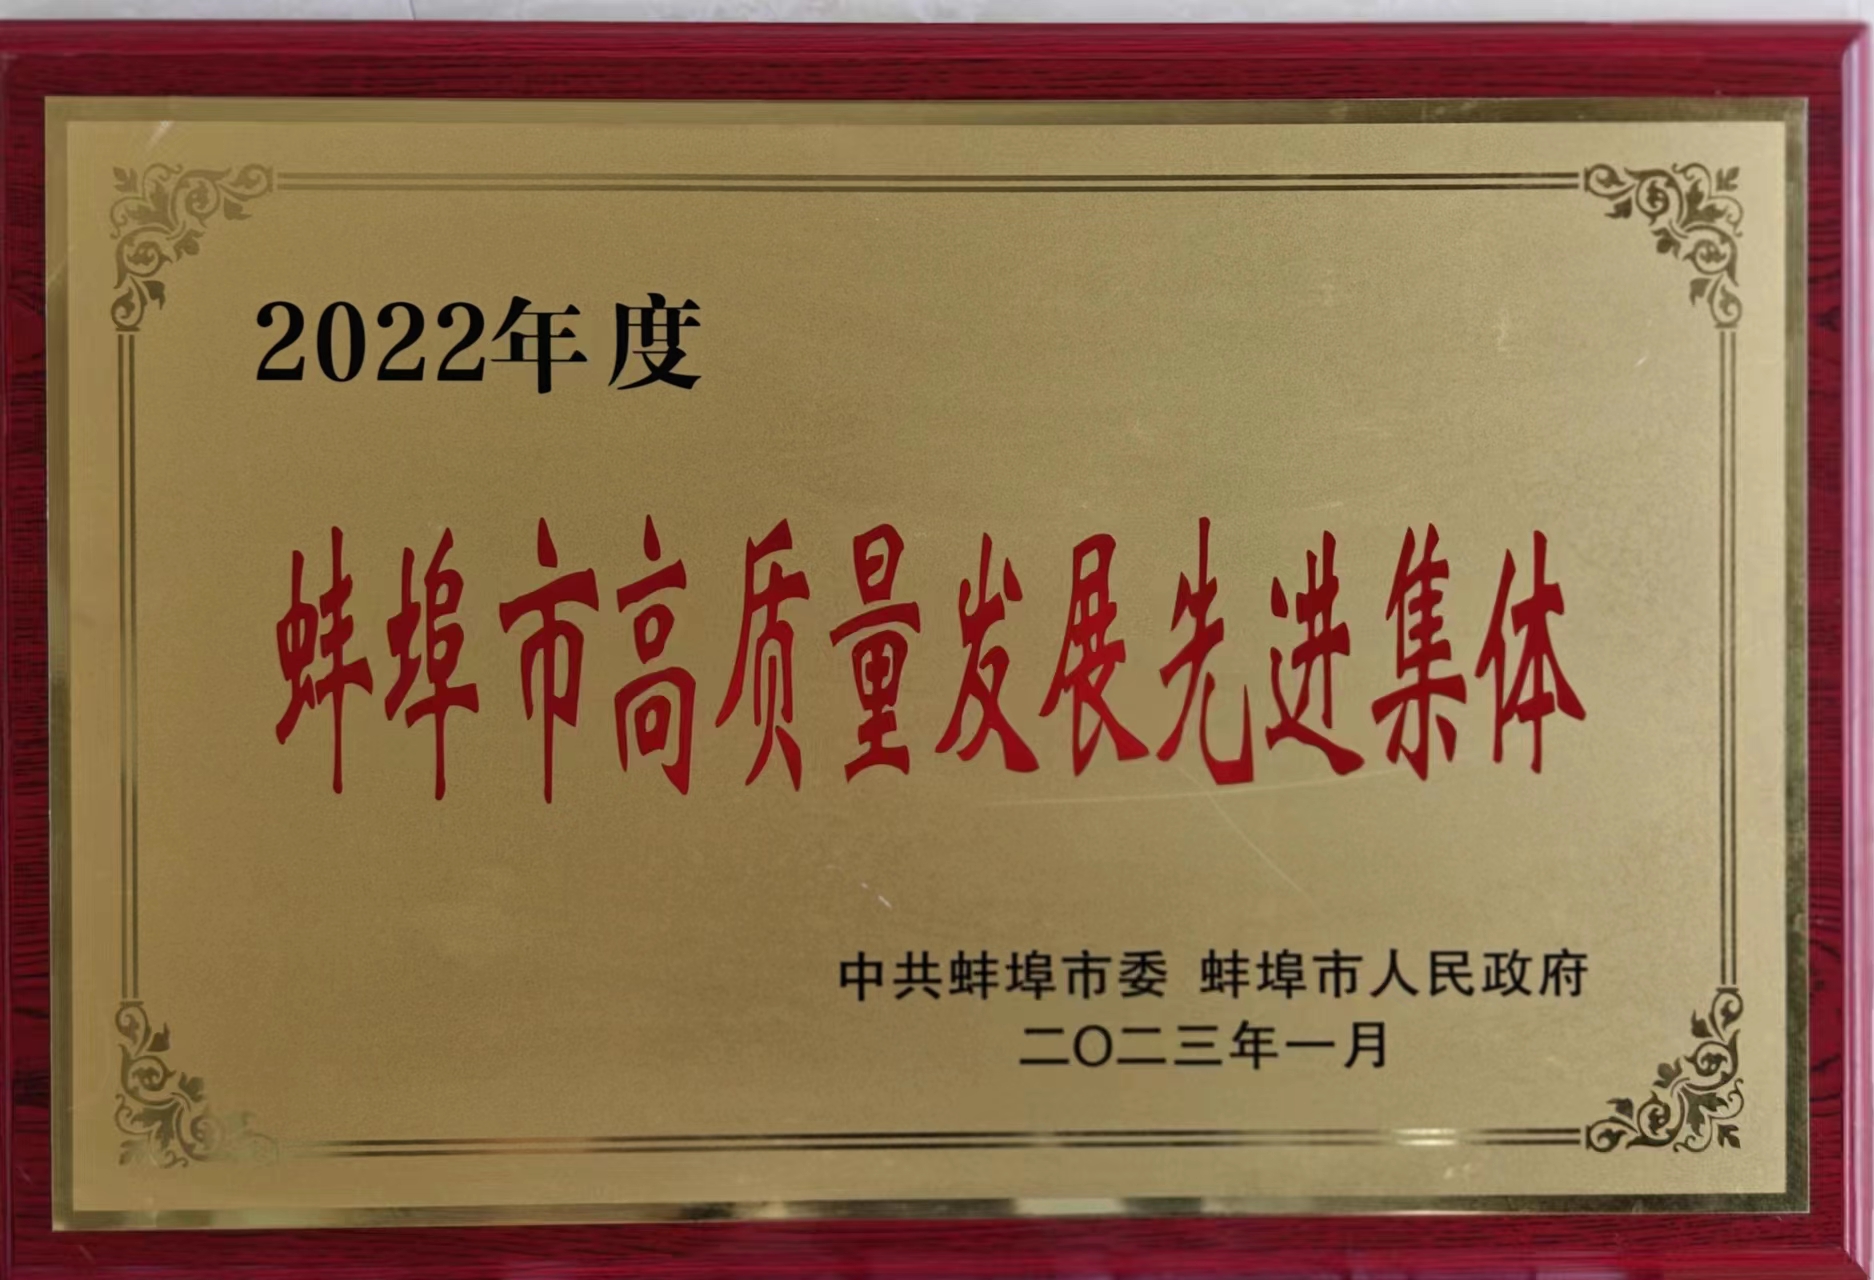 2022年度
蚌埠市高质量发展先进集体
中共蚌埠市委 蚌埠市人民政府
二〇二三年一月